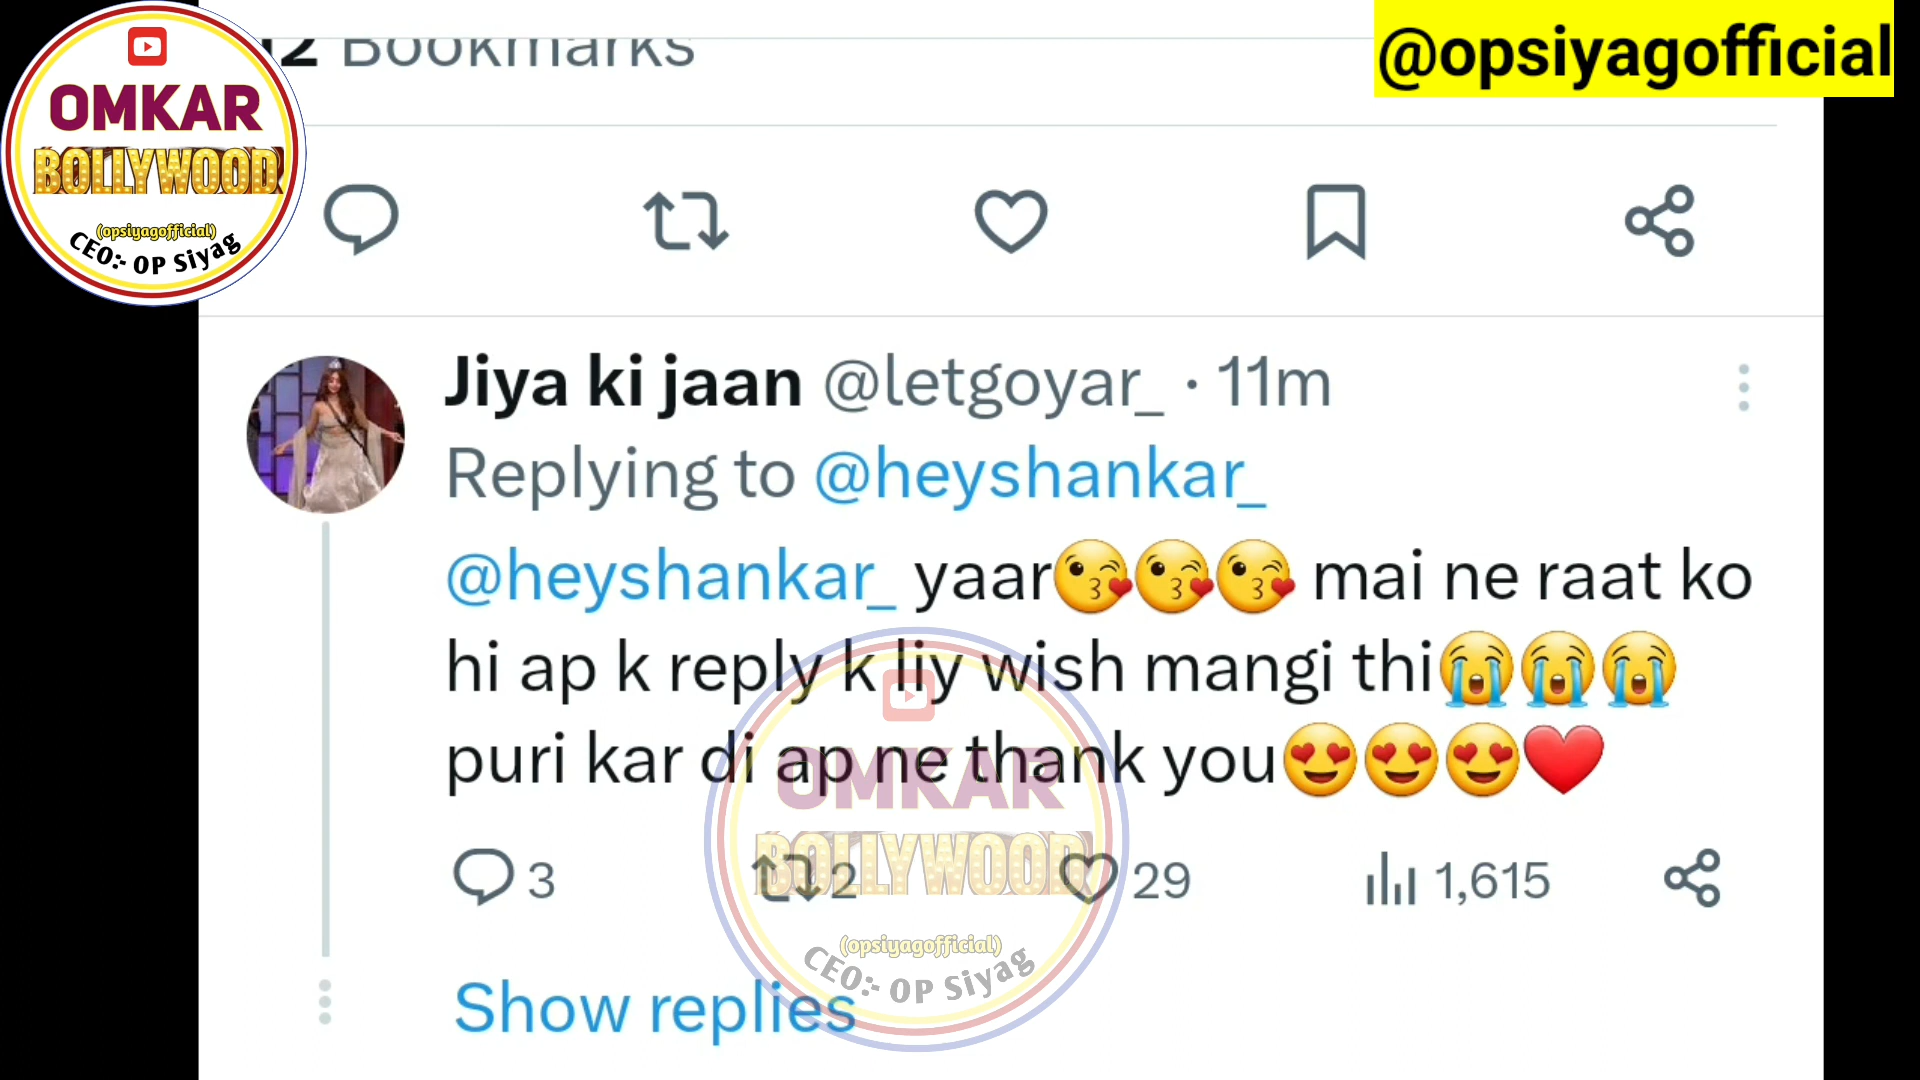 12 Bookmarks
@opsiyagofficial
OMKAR
BOLLYWOOD
(opsiyagofficial)
CEO:- OP Siyag
Jiya ki jaan @letgoyar_ · 11m
Replying to @heyshankar_
@heyshankar_ yaar😘😘😘 mai ne raat ko
hi ap k reply k liy wish mangi thi😭😭😭
puri kar di ap ne thank you😍😍😍❤️
3 2 29 1,615
Show replies
OMKAR
BOLLYWOOD
(opsiyagofficial)
CEO:- OP Siyag